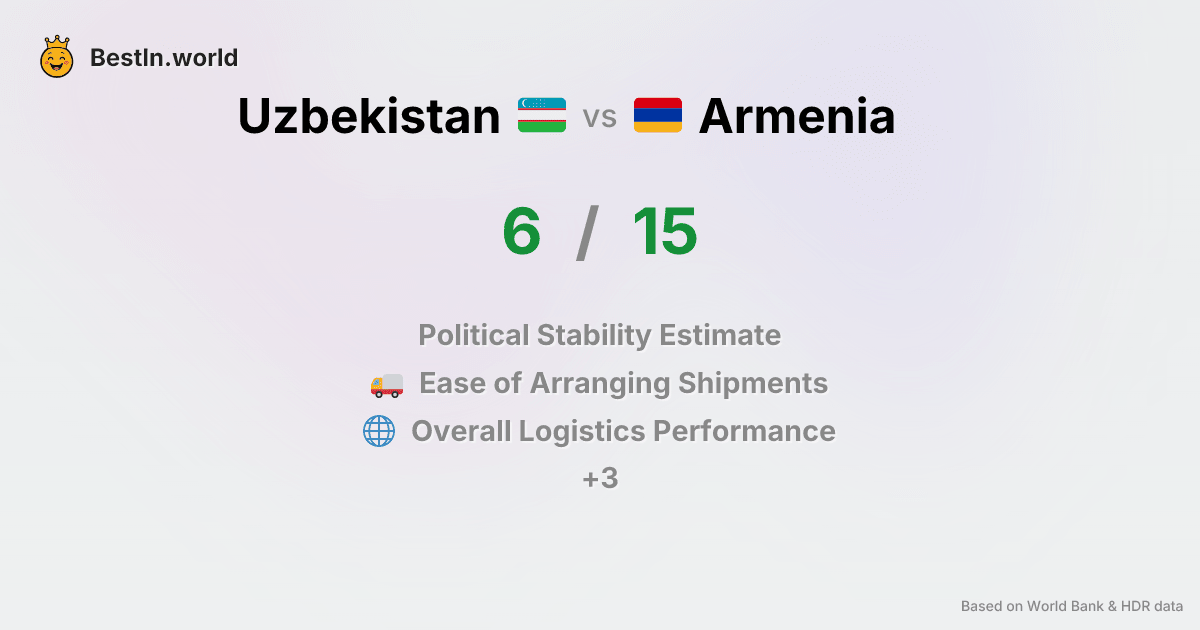 BestIn.world
Uzbekistan vs Armenia
6 / 15
Political Stability Estimate
Ease of Arranging Shipments
Overall Logistics Performance
+3
Based on World Bank & HDR data